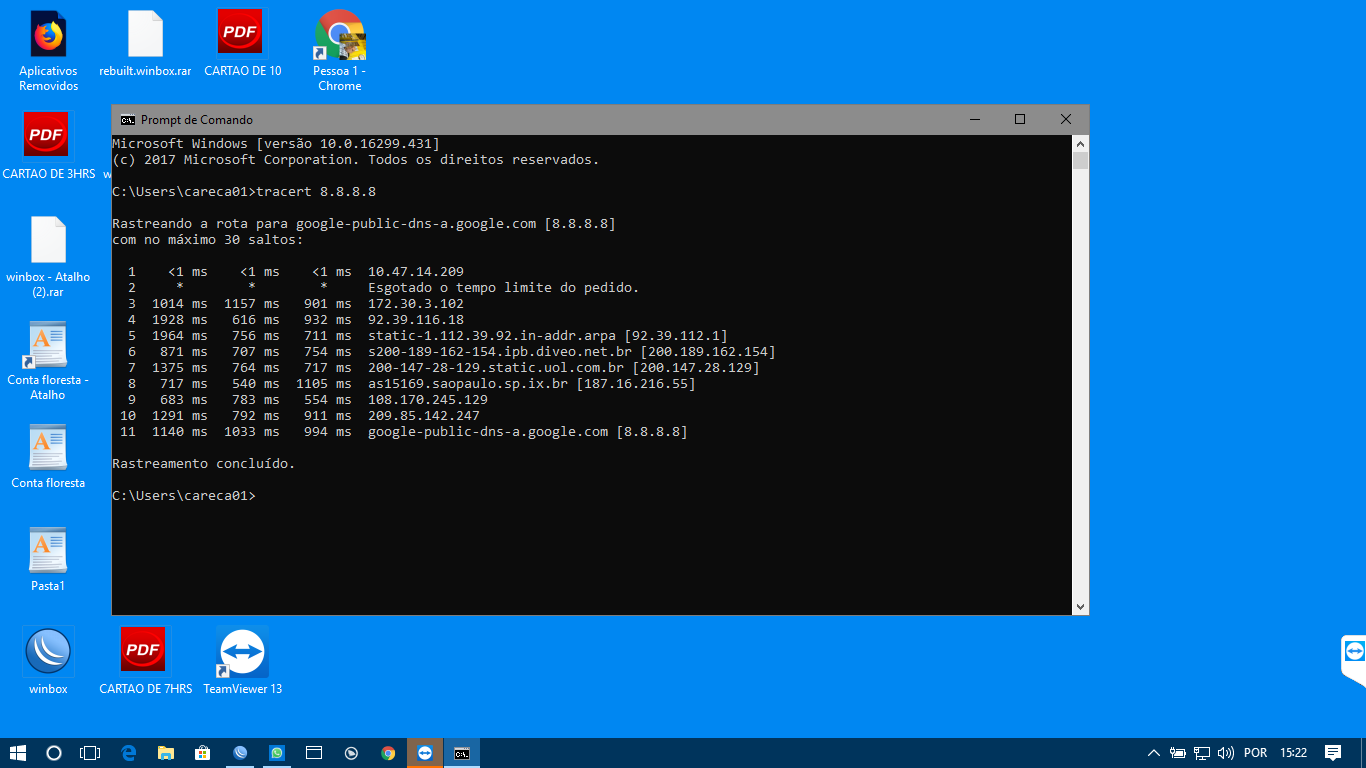 Aplicativos
Removidos
rebuilt.winbox.rar
PDF
CARTAO DE 10
Pessoa 1 -
Chrome
PDF
CARTAO DE 3HRS
w
winbox - Atalho
(2).rar
Conta floresta -
Atalho
Conta floresta
Pasta1
winbox
PDF
CARTAO DE 7HRS
TeamViewer 13
C:\.
Prompt de Comando
Microsoft Windows [versão 10.0.16299.431]
(c) 2017 Microsoft Corporation. Todos os direitos reservados.
C:\Users\careca01>tracert 8.8.8.8
Rastreando a rota para google-public-dns-a.google.com [8.8.8.8]
com no máximo 30 saltos:
1 <1 ms <1 ms <1 ms 10.47.14.209
2 * * * Esgotado o tempo limite do pedido.
3 1014 ms 1157 ms 901 ms 172.30.3.102
4 1928 ms 616 ms 932 ms 92.39.116.18
5 1964 ms 756 ms 711 ms static-1.112.39.92.in-addr.arpa [92.39.112.1]
6 871 ms 707 ms 754 ms s200-189-162-154.ipb.diveo.net.br [200.189.162.154]
7 1375 ms 764 ms 717 ms 200-147-28-129.static.uol.com.br [200.147.28.129]
8 717 ms 540 ms 1105 ms as15169.saopaulo.sp.ix.br [187.16.216.55]
9 683 ms 783 ms 554 ms 108.170.245.129
10 1291 ms 792 ms 911 ms 209.85.142.247
11 1140 ms 1033 ms 994 ms google-public-dns-a.google.com [8.8.8.8]
Rastreamento concluído.
C:\Users\careca01>
C:\.
POR
15:22